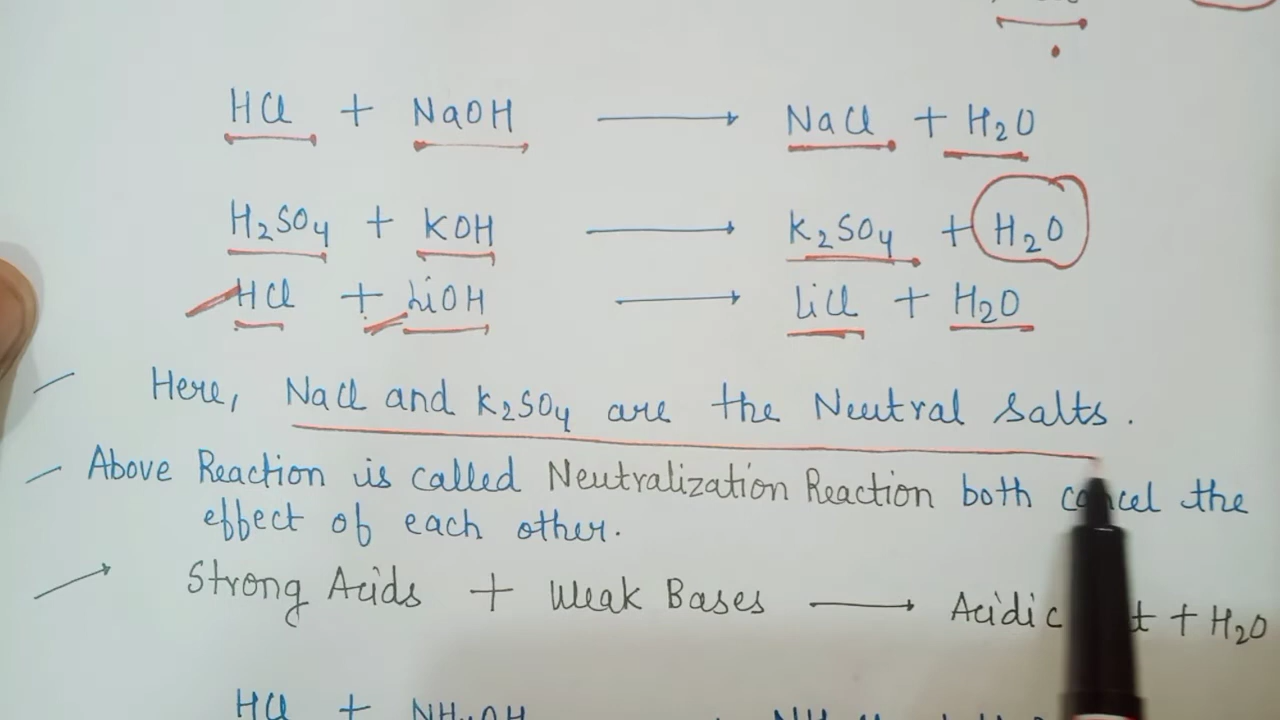 HCl + NaOH ⟶ NaCl + H₂O
H₂SO₄ + KOH ⟶ K₂SO₄ + H₂O
HCl + LiOH ⟶ LiCl + H₂O
Here, NaCl and K₂SO₄ are the Neutral Salts.
Above Reaction is called Neutralization Reaction both cancel the
effect of each other.
Strong Acids + Weak Bases ⟶ Acidic + H₂O
HCl +